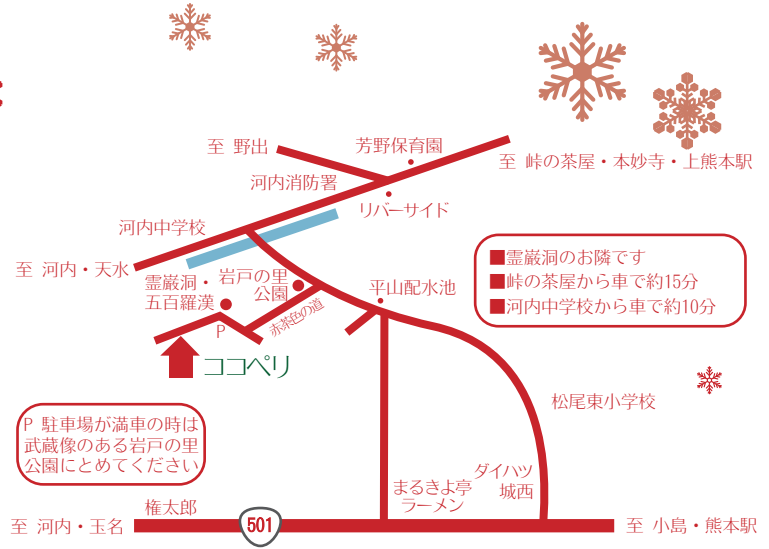 至 野出
芳野保育園
至 峠の茶屋・本妙寺・上熊本駅
河内消防署
リバーサイド
河内中学校
至 河内・天水
霊巌洞・
五百羅漢
岩戸の里
公園
平山配水池
■霊巌洞のお隣です
■峠の茶屋から車で約15分
■河内中学校から車で約10分
赤茶色の道
P
ココペリ
松尾東小学校
P 駐車場が満車の時は
武蔵像のある岩戸の里
公園にとめてください
ダイハツ
城西
まるきよ亭
ラーメン
権太郎
至 河内・玉名
501
至 小島・熊本駅